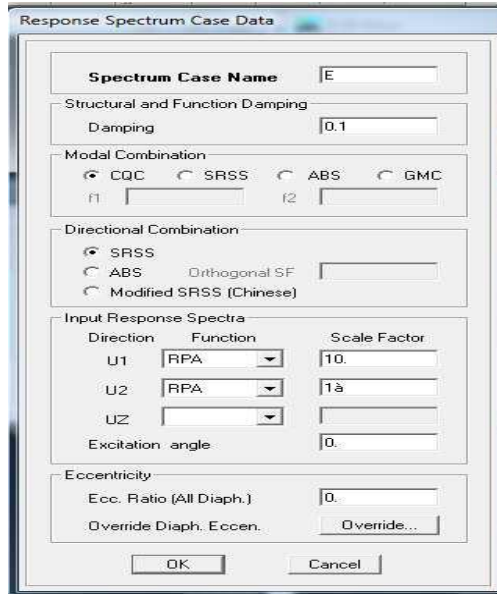 Response Spectrum Case Data
Spectrum Case Name E
Structural and Function Damping
Damping 0.1
Modal Combination
CQC SRSS ABS GMC
f1 f2
Directional Combination
SRSS
ABS Orthogonal SF
Modified SRSS (Chinese)
Input Response Spectra
Direction Function Scale Factor
U1 RPA 10.
U2 RPA 1à
UZ
Excitation angle 0.
Eccentricity
Ecc. Ratio (All Diaph.) 0.
Override Diaph. Eccen. Override...
OK Cancel